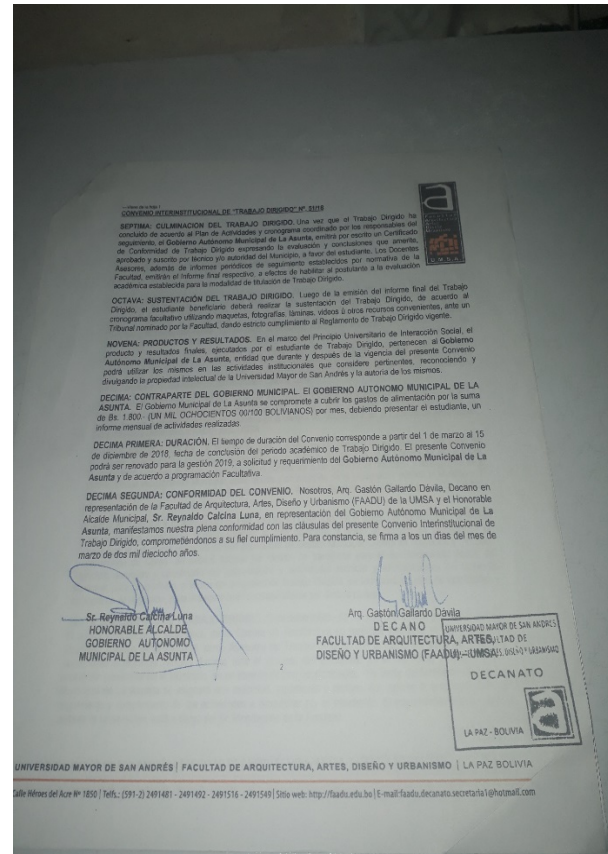 CONVENIO INTERINSTITUCIONAL DE "TRABAJO DIRIGIDO" Nº. 31/18
SEPTIMA: CULMINACION DEL TRABAJO DIRIGIDO. Una vez que el Trabajo Dirigido ha
concluido de acuerdo al Plan de Actividades y cronograma coordinado por los responsables del
seguimiento, el Gobierno Autónomo Municipal de La Asunta, emitirá por escrito un Certificado
de Conformidad de Trabajo Dirigido expresando la evaluación y conclusiones que amerite,
aprobado y suscrito por técnico y/o autoridad del Municipio, a favor del estudiante. Los Docentes
Asesores, además de informes periódicos de seguimiento establecidos por normativa de la
Facultad, emitirán el Informe final respectivo a efectos de habilitar al postulante a la evaluación
académica establecida para la modalidad de titulación de Trabajo Dirigido.
OCTAVA: SUSTENTACIÓN DEL TRABAJO DIRIGIDO. Luego de la emisión del informe final del Trabajo
Dirigido, el estudiante beneficiario deberá realizar la sustentación del Trabajo Dirigido, de acuerdo al
cronograma facultativo utilizando maquetas, fotografías, láminas, videos ú otros recursos convenientes, ante un
Tribunal nominado por la Facultad, dando estricto cumplimiento al Reglamento de Trabajo Dirigido vigente.
NOVENA: PRODUCTOS Y RESULTADOS. En el marco del Principio Universitario de Interacción Social, el
producto y resultados finales, ejecutados por el estudiante de Trabajo Dirigido, pertenecen al Gobierno
Autónomo Municipal de La Asunta, entidad que durante y después de la vigencia del presente Convenio
podrá utilizar los mismos en las actividades institucionales que considere pertinentes, reconociendo y
divulgando la propiedad intelectual de la Universidad Mayor de San Andrés y la autoría de los mismos.
DECIMA: CONTRAPARTE DEL GOBIERNO MUNICIPAL. El GOBIERNO AUTONOMO MUNICIPAL DE LA
ASUNTA. El Gobierno Municipal de La Asunta se compromete a cubrir los gastos de alimentación por la suma
de Bs. 1.800.- (UN MIL OCHOCIENTOS 00/100 BOLIVIANOS) por mes, debiendo presentar el estudiante, un
informe mensual de actividades realizadas.
DECIMA PRIMERA: DURACIÓN. El tiempo de duración del Convenio corresponde a partir del 1 de marzo al 15
de diciembre de 2018, fecha de conclusión del periodo académico de Trabajo Dirigido. El presente Convenio
podrá ser renovado para la gestión 2019, a solicitud y requerimiento del Gobierno Autónomo Municipal de La
Asunta y de acuerdo a programación Facultativa.
DECIMA SEGUNDA: CONFORMIDAD DEL CONVENIO. Nosotros, Arq. Gastón Gallardo Dávila, Decano en
representación de la Facultad de Arquitectura, Artes, Diseño y Urbanismo (FAADU) de la UMSA y el Honorable
Alcalde Municipal, Sr. Reynaldo Calcina Luna, en representación del Gobierno Autónomo Municipal de La
Asunta, manifestamos nuestra plena conformidad con las cláusulas del presente Convenio Interinstitucional de
Trabajo Dirigido, comprometiéndonos a su fiel cumplimiento. Para constancia, se firma a los un días del mes de
marzo de dos mil dieciocho años.
Sr. Reynaldo Calcina Luna
HONORABLE ALCALDE
GOBIERNO AUTONOMO
MUNICIPAL DE LA ASUNTA
Arq. Gastón Gallardo Dávila
DECANO
FACULTAD DE ARQUITECTURA, ARTES,
DISEÑO Y URBANISMO (FAADU) - UMSA
UNIVERSIDAD MAYOR DE SAN ANDRES
DECANATO
LA PAZ - BOLIVIA
2
UNIVERSIDAD MAYOR DE SAN ANDRÉS | FACULTAD DE ARQUITECTURA, ARTES, DISEÑO Y URBANISMO | LA PAZ BOLIVIA
Calle Héroes del Acre Nº 1850 | Telfs.: (591-2) 2491481 - 2491492 - 2491516 - 2491549 | Sitio web: http://faadu.edu.bo | E-mail:faadu.decanato.secretaria1@hotmail.com